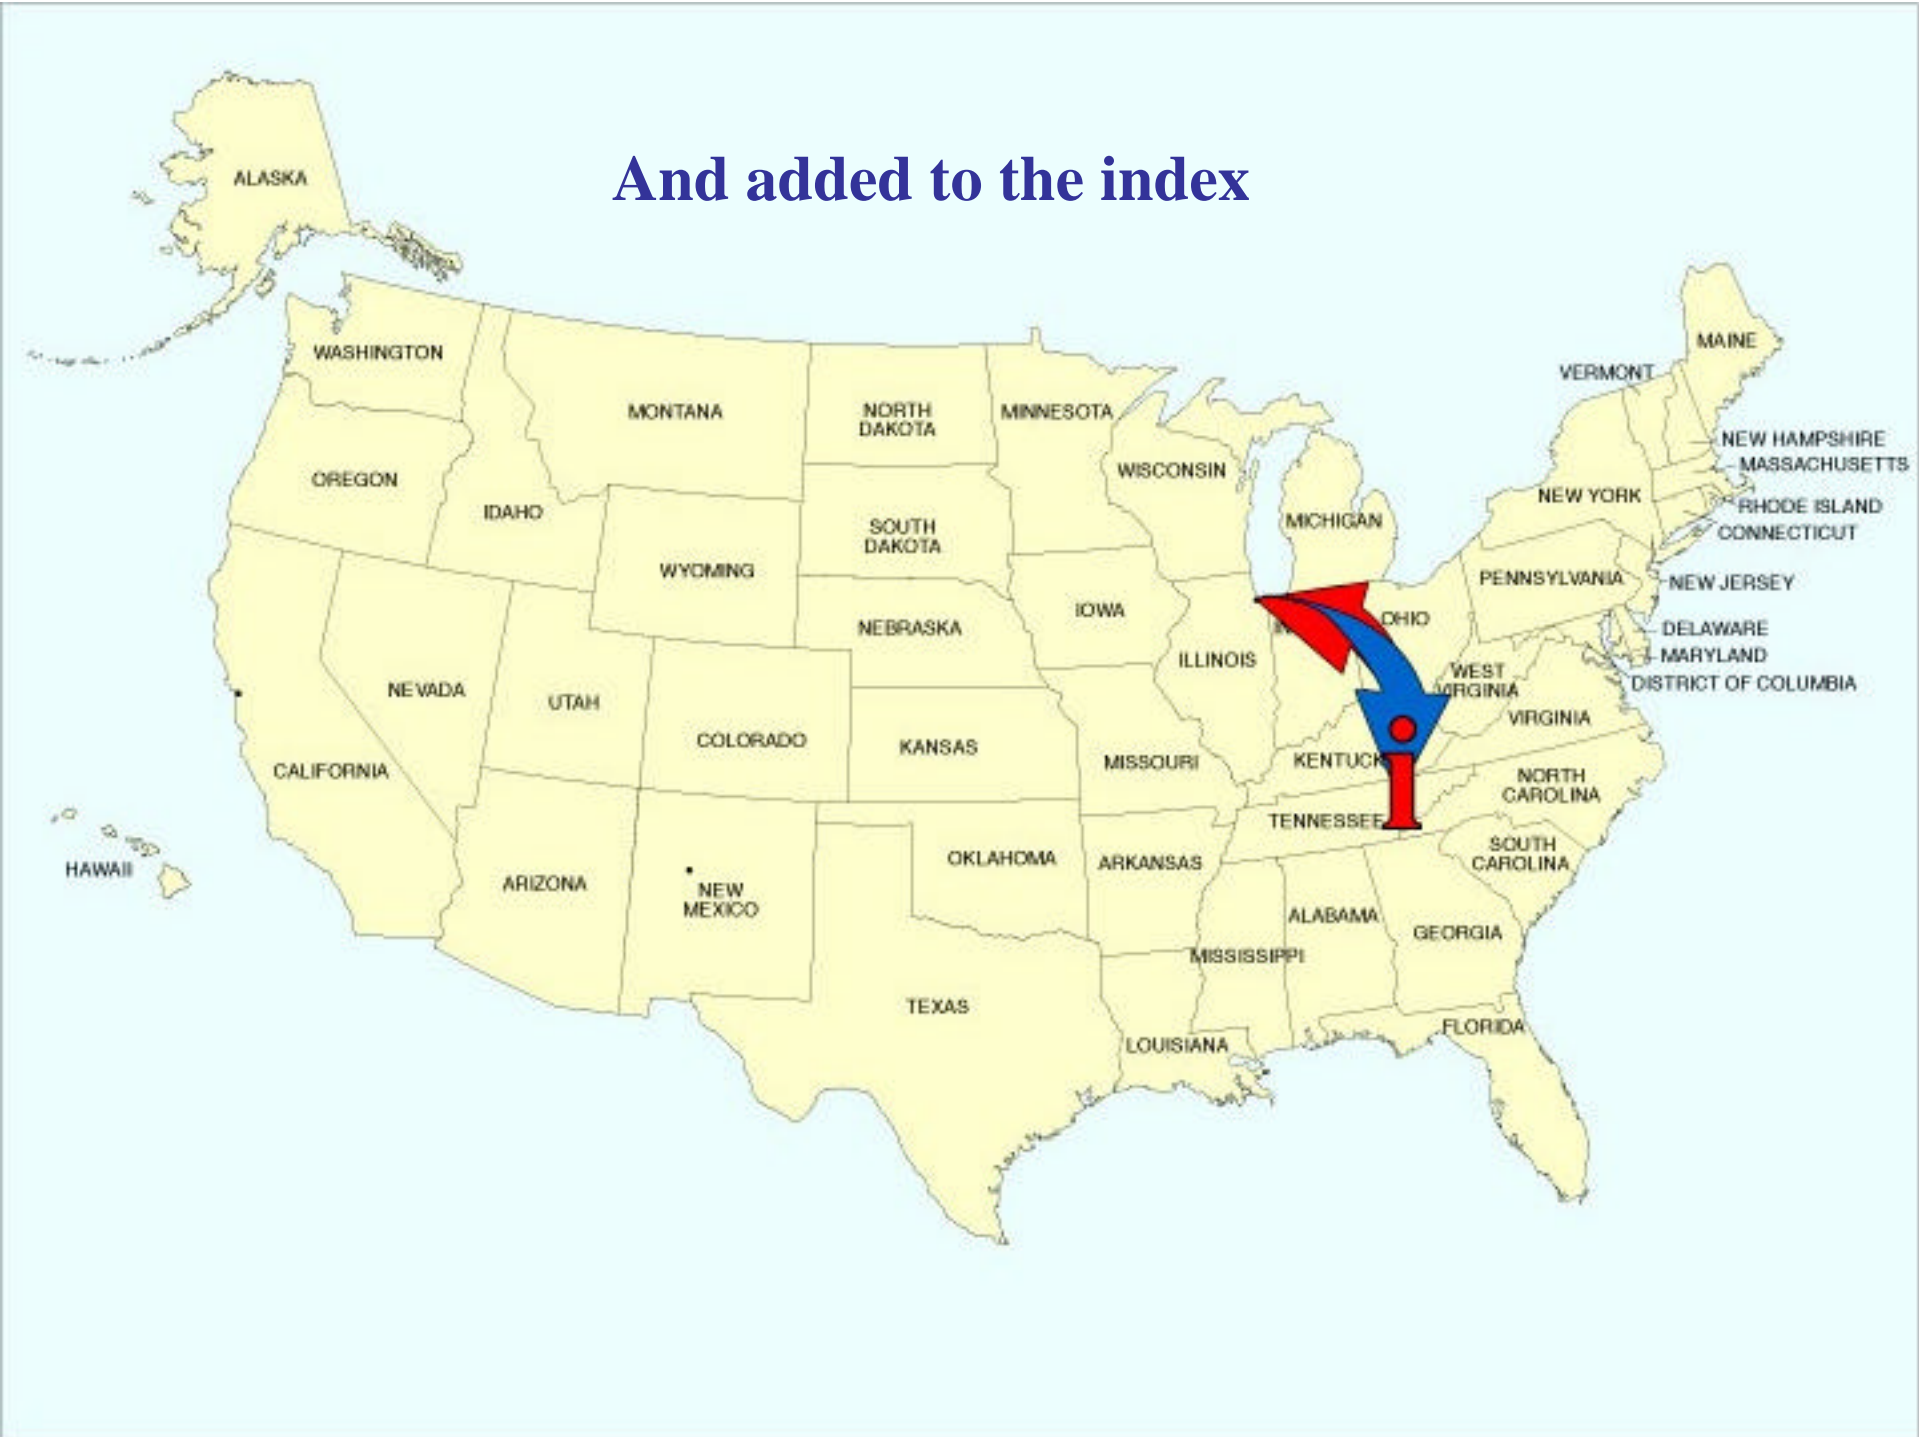 And added to the index
ALASKA
WASHINGTON
MONTANA
NORTH
DAKOTA
MINNESOTA
MAINE
VERMONT
NEW HAMPSHIRE
MASSACHUSETTS
OREGON
IDAHO
WISCONSIN
MICHIGAN
NEW YORK
RHODE ISLAND
CONNECTICUT
SOUTH
DAKOTA
WYOMING
PENNSYLVANIA
NEW JERSEY
IOWA
NEBRASKA
OHIO
DELAWARE
MARYLAND
DISTRICT OF COLUMBIA
ILLINOIS
WEST
VIRGINIA
NEVADA
UTAH
COLORADO
KANSAS
MISSOURI
KENTUCK
VIRGINIA
CALIFORNIA
NORTH
CAROLINA
TENNESSEE
i
HAWAII
ARIZONA
NEW
MEXICO
OKLAHOMA
ARKANSAS
SOUTH
CAROLINA
ALABAMA
GEORGIA
MISSISSIPPI
TEXAS
LOUISIANA
FLORIDA